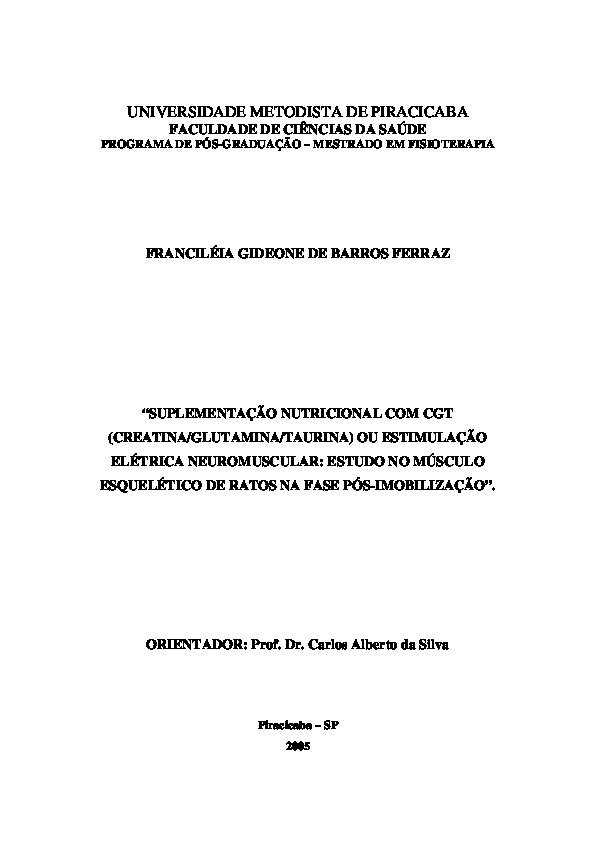 UNIVERSIDADE METODISTA DE PIRACICABA
FACULDADE DE CIÊNCIAS DA SAÚDE
PROGRAMA DE PÓS-GRADUAÇÃO – MESTRADO EM FISIOTERAPIA
FRANCILÉIA GIDEONE DE BARROS FERRAZ
“SUPLEMENTAÇÃO NUTRICIONAL COM CGT
(CREATINA/GLUTAMINA/TAURINA) OU ESTIMULAÇÃO
ELÉTRICA NEUROMUSCULAR: ESTUDO NO MÚSCULO
ESQUELÉTICO DE RATOS NA FASE PÓS-IMOBILIZAÇÃO”.
ORIENTADOR: Prof. Dr. Carlos Alberto da Silva
Piracicaba – SP
2005